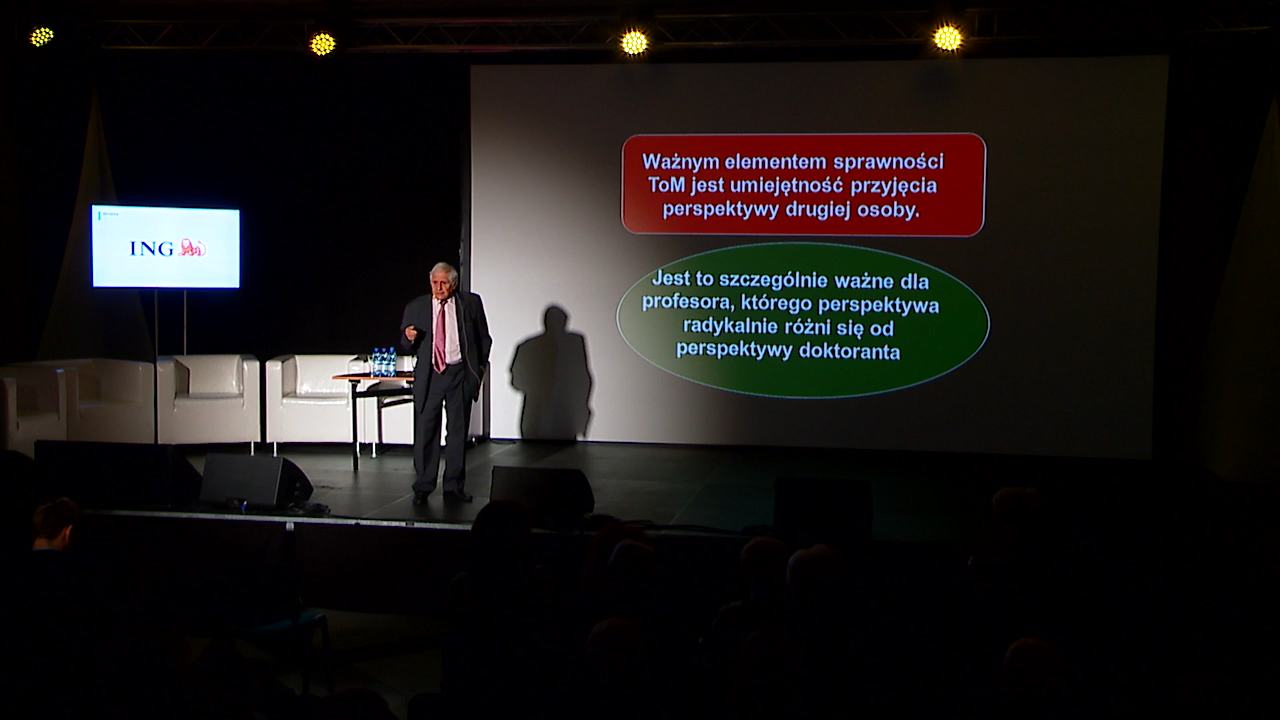 Ważnym elementem sprawności
ToM jest umiejętność przyjęcia
perspektywy drugiej osoby.
Jest to szczególnie ważne dla
profesora, którego perspektywa
radykalnie różni się od
perspektywy doktoranta
ING